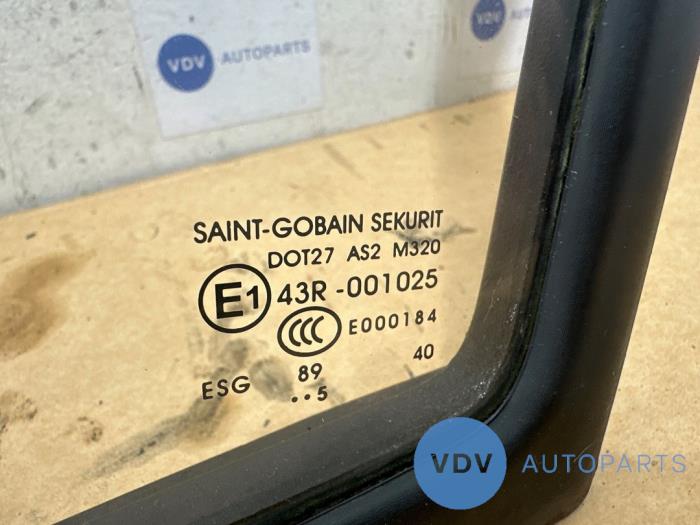 VDV AUTOPARTS
VDV
SAINT-GOBAIN SEKURIT
DOT27 AS2 M320
E1 43R -001025
CCC E000184
ESG 89 40
..5
VDV AUTOPARTS